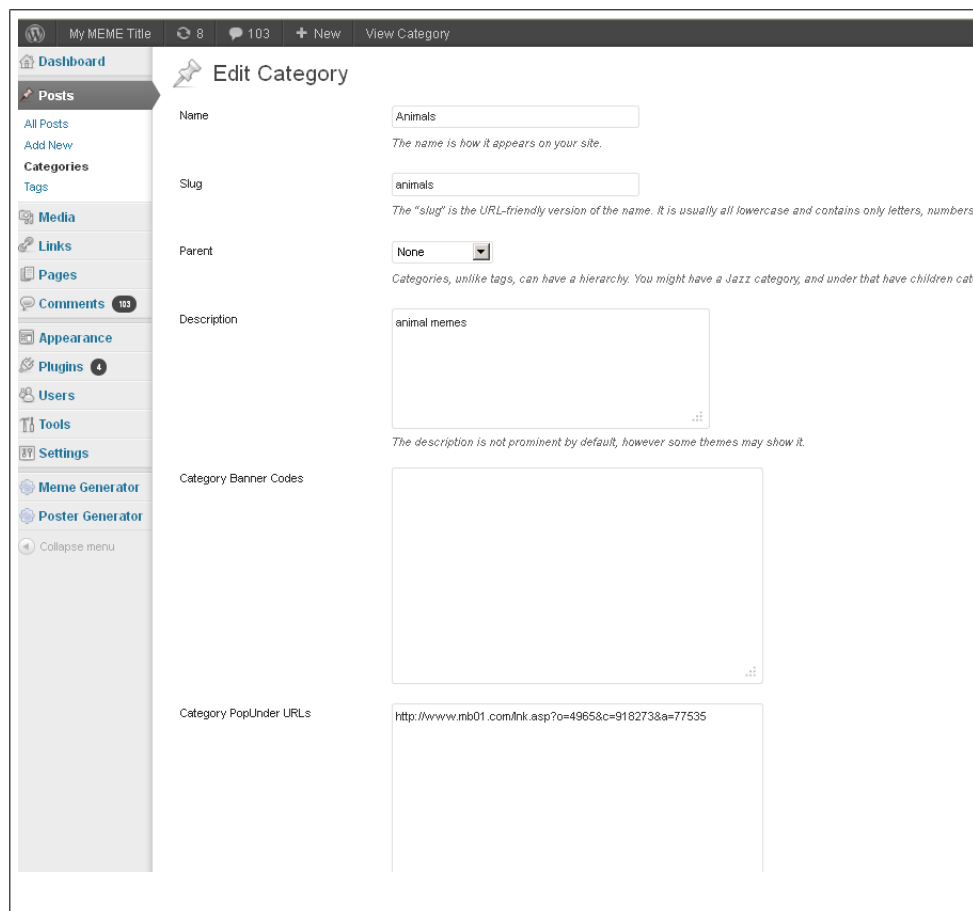 My MEME Title 8 103 + New View Category
Dashboard
Posts
All Posts
Add New
Categories
Tags
Media
Links
Pages
Comments 103
Appearance
Plugins 4
Users
Tools
Settings
Meme Generator
Poster Generator
Collapse menu
Edit Category
Name
Animals
The name is how it appears on your site.
Slug
animals
The "slug" is the URL-friendly version of the name. It is usually all lowercase and contains only letters, numbers
Parent
None
Categories, unlike tags, can have a hierarchy. You might have a Jazz category, and under that have children cat
Description
animal memes
The description is not prominent by default, however some themes may show it.
Category Banner Codes
Category PopUnder URLs
http://www.mb01.com/lnk.asp?o=4965&c=918273&a=77535